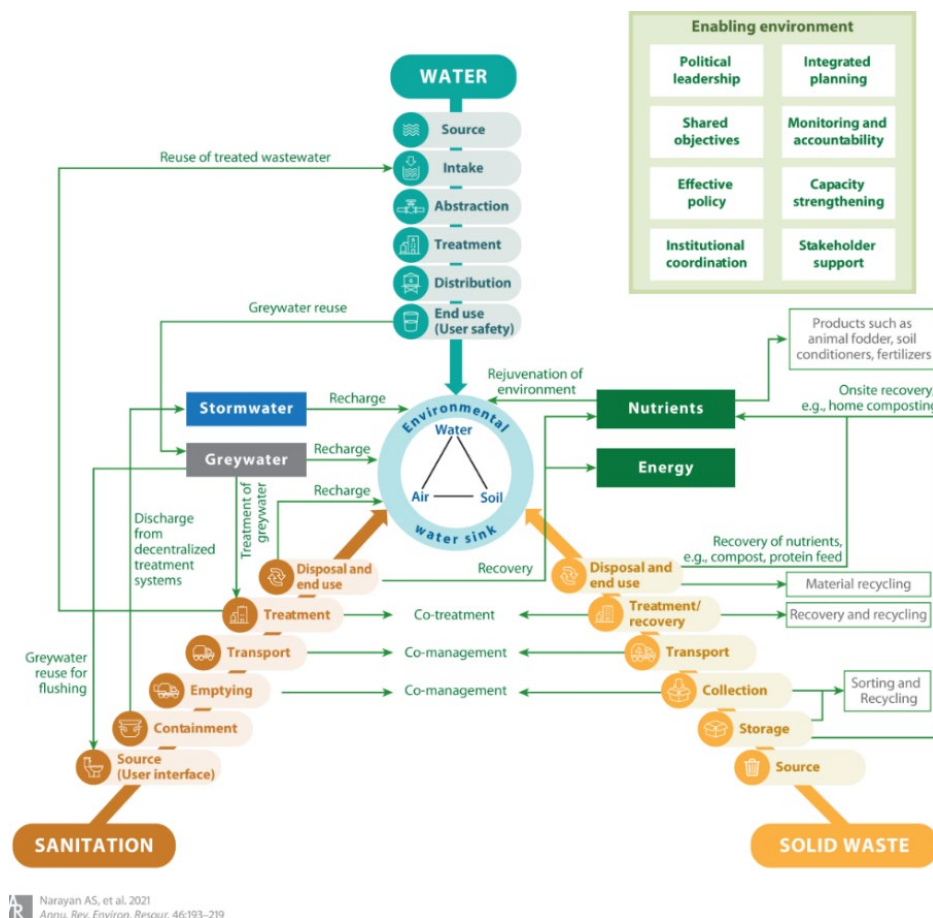 Enabling environment
Political
leadership
Integrated
planning
Shared
objectives
Monitoring and
accountability
Effective
policy
Capacity
strengthening
Institutional
coordination
Stakeholder
support
WATER
Source
Intake
Abstraction
Treatment
Distribution
End use
(User safety)
Reuse of treated wastewater
Greywater reuse
Products such as
animal fodder, soil
conditioners, fertilizers
Rejuvenation of
environment
Onsite recovery,
e.g., home composting
Stormwater
Recharge
Greywater
Recharge
Recharge
Nutrients
Energy
Environmental
water sink
Water
Air
Soil
Treatment of
greywater
Discharge
from
decentralized
treatment
systems
Recovery of nutrients,
e.g., compost, protein feed
Disposal and
end use
Recovery
Disposal and
end use
Material recycling
Treatment
Co-treatment
Treatment/
recovery
Recovery and recycling
Transport
Co-management
Transport
Greywater
reuse for
flushing
Emptying
Co-management
Collection
Sorting and
Recycling
Containment
Storage
Source
(User interface)
Source
SANITATION
SOLID WASTE
AR
Narayan AS, et al. 2021
Annu. Rev. Environ. Resour. 46:193–219